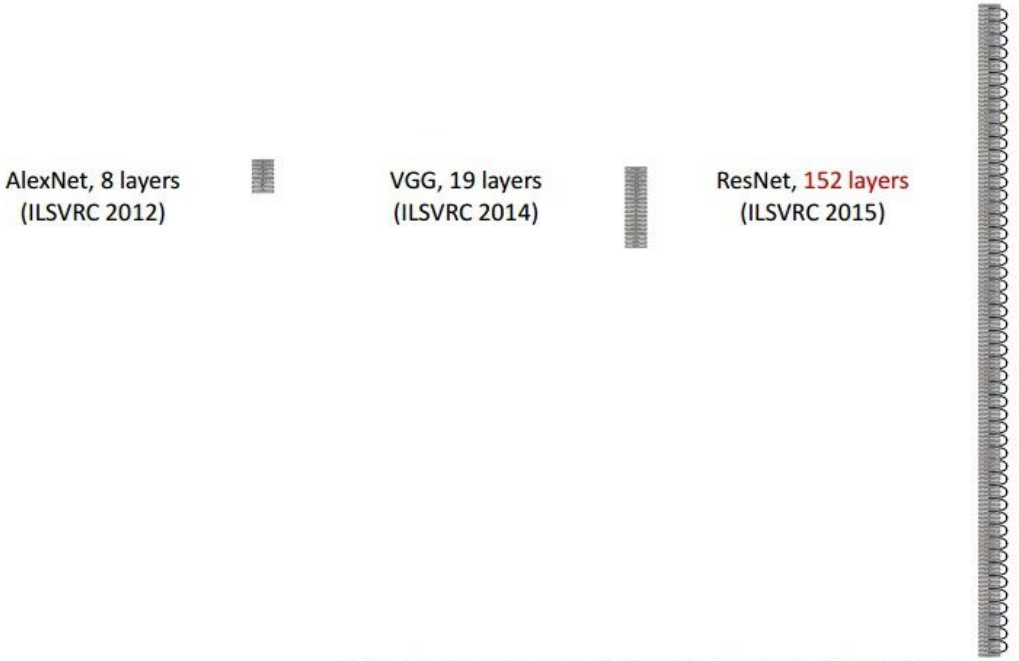 AlexNet, 8 layers
(ILSVRC 2012)
VGG, 19 layers
(ILSVRC 2014)
ResNet, 152 layers
(ILSVRC 2015)